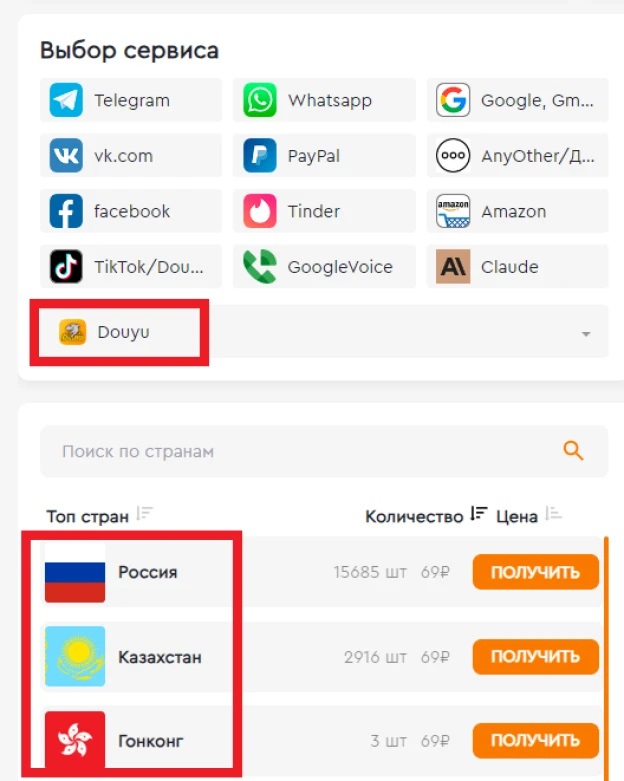 Выбор сервиса
Telegram
Whatsapp
Google, Gm...
vk.com
PayPal
AnyOther/Д...
facebook
Tinder
amazon
Amazon
TikTok/Dou...
GoogleVoice
Claude
Douyu
Поиск по странам
Топ стран Количество Цена
Россия 15685 шт 69₽ ПОЛУЧИТЬ
Казахстан 2916 шт 69₽ ПОЛУЧИТЬ
Гонконг 3 шт 69₽ ПОЛУЧИТЬ